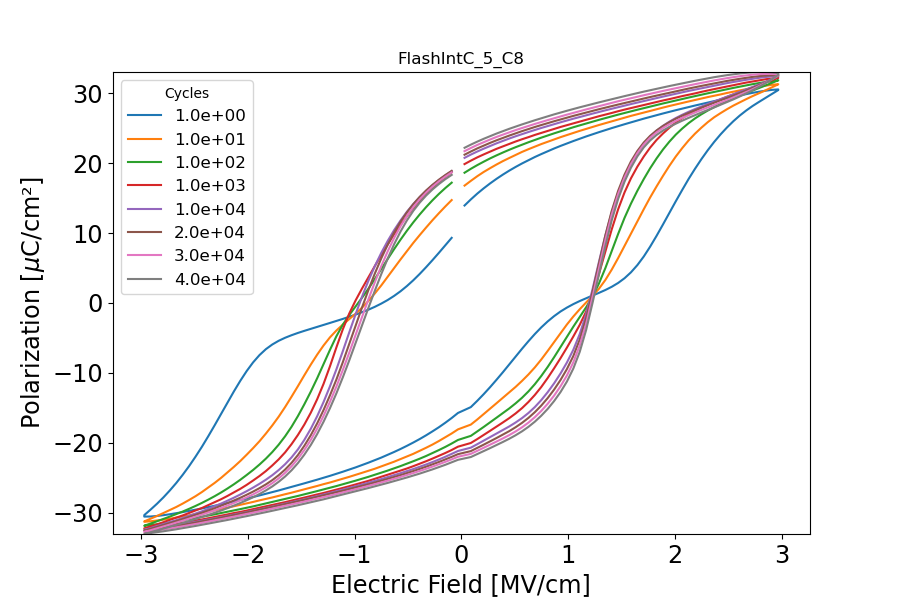 FlashIntC_5_C8
Cycles
1.0e+00
1.0e+01
1.0e+02
1.0e+03
1.0e+04
2.0e+04
3.0e+04
4.0e+04
Polarization [μC/cm²]
30
20
10
0
−10
−20
−30
−3 −2 −1 0 1 2 3
Electric Field [MV/cm]